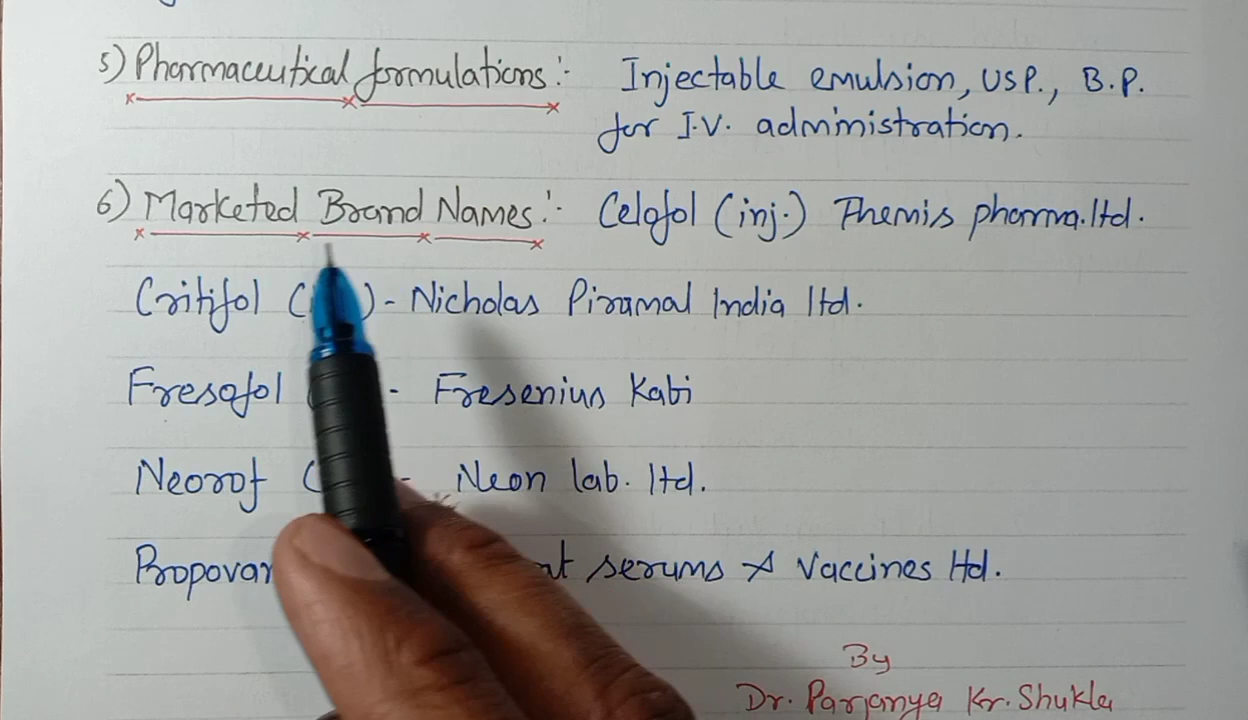 5) Pharmaceutical formulations:- Injectable emulsion, USP., B.P.
for I.V. administration.
6) Marketed Brand Names:- Celofol (inj.) Themis pharma.ltd.
Critifol ( ) - Nicholas Piramal India ltd.
Fresofol - Fresenius Kabi
Neorof ( - Neon lab. ltd.
serums & Vaccines ltd.
By
Dr. Parjanya Kr. Shukla